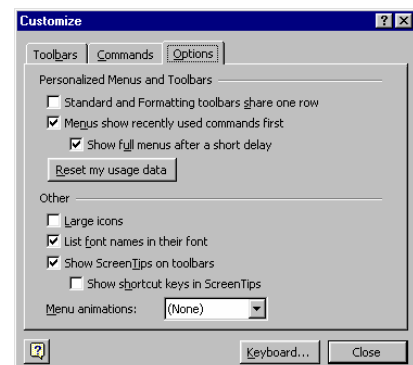 Customize
Toolbars Commands Options
Personalized Menus and Toolbars
Standard and Formatting toolbars share one row
Menus show recently used commands first
Show full menus after a short delay
Reset my usage data
Other
Large icons
List font names in their font
Show ScreenTips on toolbars
Show shortcut keys in ScreenTips
Menu animations: (None)
Keyboard... Close